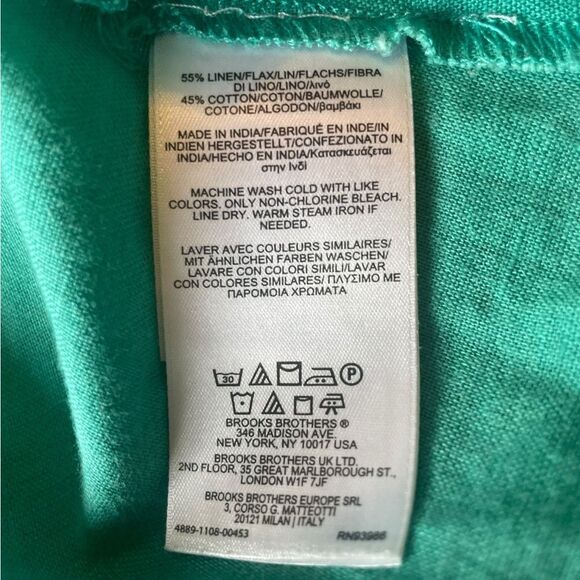 55% LINEN/FLAX/LIN/FLACHS/FIBRA
DI LINO/LINO/λινό
45% COTTON/COTON/BAUMWOLLE/
COTONE/ALGODON/βαμβάκι
MADE IN INDIA/FABRIQUÉ EN INDE/IN
INDIEN HERGESTELLT/CONFEZIONATO IN
INDIA/HECHO EN INDIA/Κατασκευάζεται
στην Ινδί
MACHINE WASH COLD WITH LIKE
COLORS. ONLY NON-CHLORINE BLEACH.
LINE DRY. WARM STEAM IRON IF
NEEDED.
LAVER AVEC COULEURS SIMILAIRES/
MIT ÄHNLICHEN FARBEN WASCHEN/
LAVARE CON COLORI SIMILI/LAVAR
CON COLORES SIMILARES/ ΠΛΥΣΙΜΟ ΜΕ
ΠΑΡΟΜΟΙΑ ΧΡΩΜΑΤΑ
30 P
BROOKS BROTHERS ®
346 MADISON AVE.
NEW YORK, NY 10017 USA
BROOKS BROTHERS UK LTD.
2ND FLOOR, 35 GREAT MARLBOROUGH ST.,
LONDON W1F 7JF
BROOKS BROTHERS EUROPE SRL
3, CORSO G. MATTEOTTI
20121 MILAN | ITALY
4889-1108-00453 RN93986